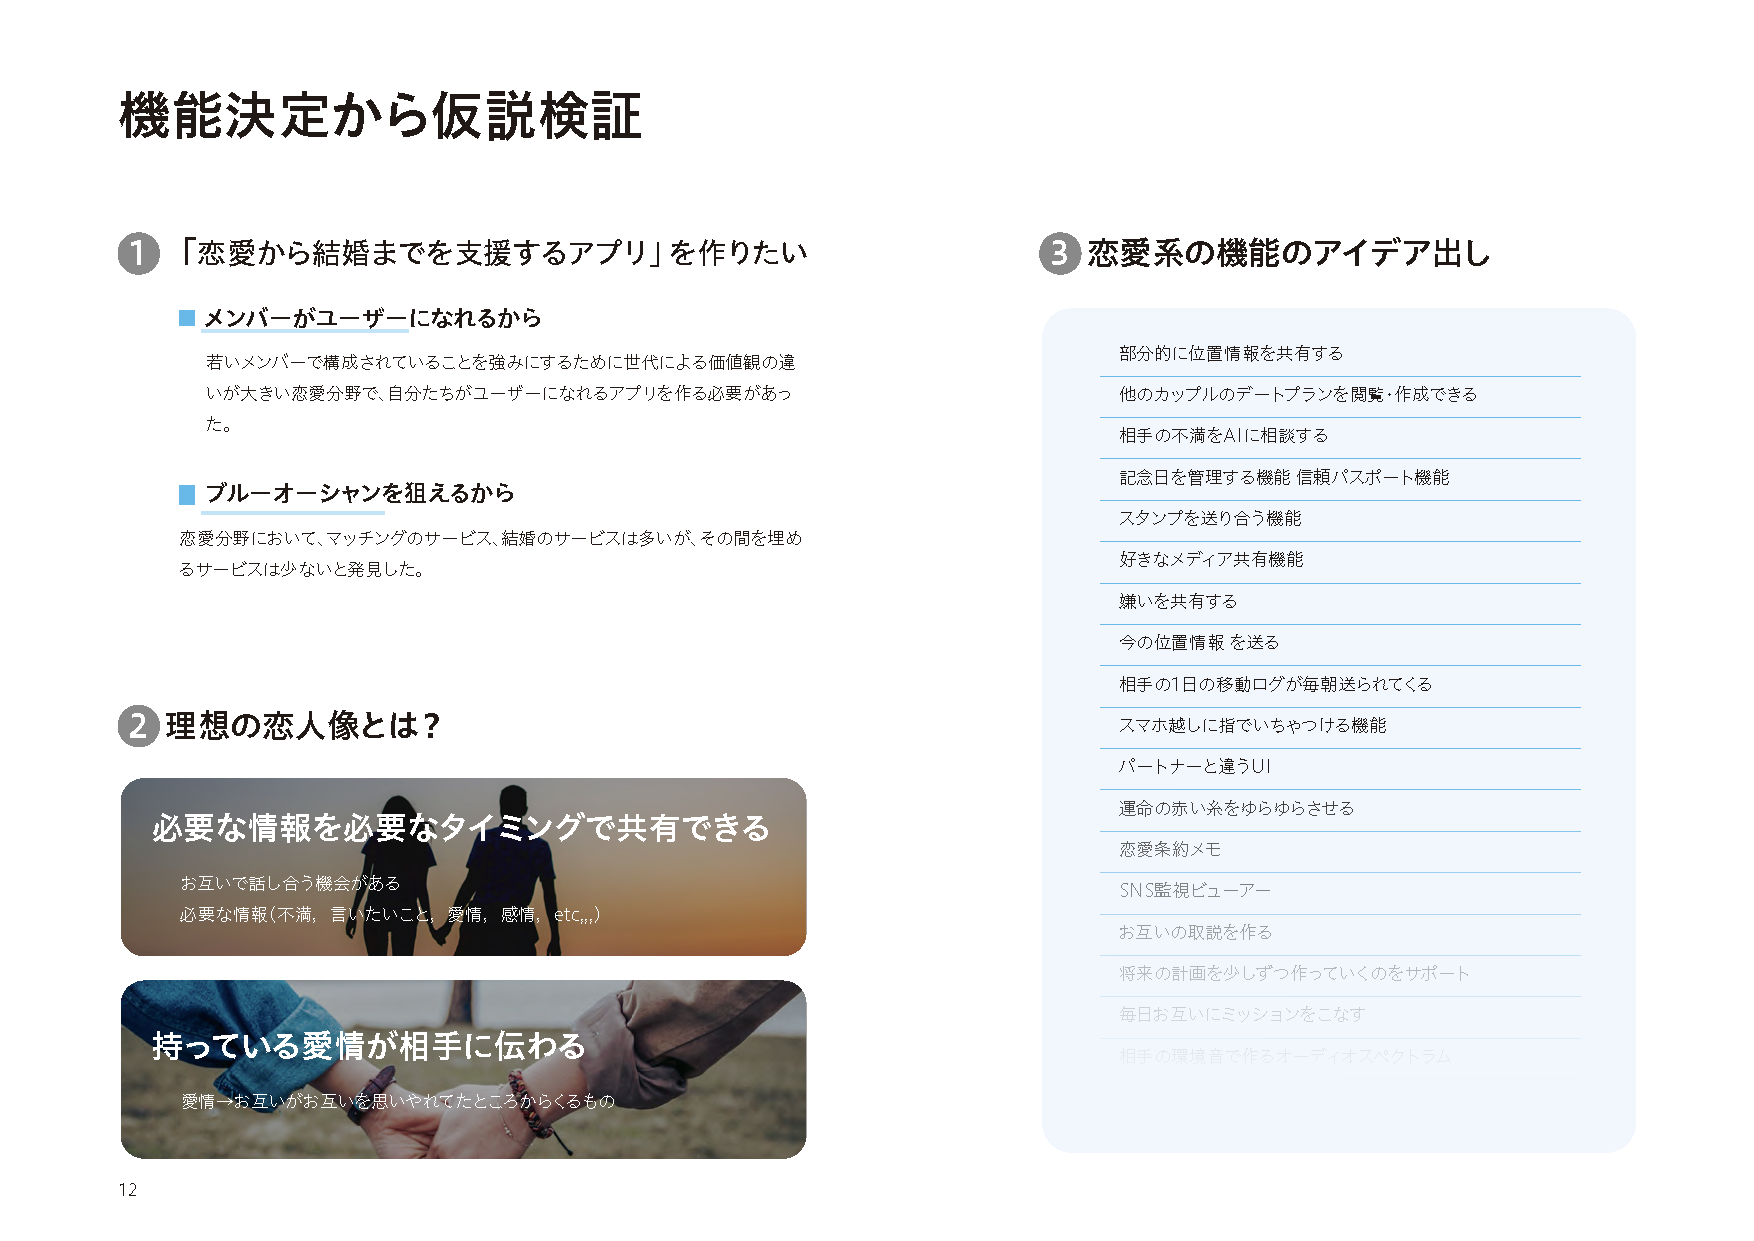 機能決定から仮説検証
1 「恋愛から結婚までを支援するアプリ」を作りたい
メンバーがユーザーになれるから
若いメンバーで構成されていることを強みにするために世代による価値観の違
いが大きい恋愛分野で、自分たちがユーザーになれるアプリを作る必要があっ
た。
ブルーオーシャンを狙えるから
恋愛分野において、マッチングのサービス、結婚のサービスは多いが、その間を埋め
るサービスは少ないと発見した。
2 理想の恋人像とは？
必要な情報を必要なタイミングで共有できる
お互いで話し合う機会がある
必要な情報（不満, 言いたいこと, 愛情, 感情, etc,,,）
持っている愛情が相手に伝わる
愛情→お互いがお互いを思いやれてたところからくるもの
3 恋愛系の機能のアイデア出し
部分的に位置情報を共有する
他のカップルのデートプランを閲覧・作成できる
相手の不満をAIに相談する
記念日を管理する機能 信頼パスポート機能
スタンプを送り合う機能
好きなメディア共有機能
嫌いを共有する
今の位置情報 を送る
相手の1日の移動ログが毎朝送られてくる
スマホ越しに指でいちゃつける機能
パートナーと違うUI
運命の赤い糸をゆらゆらさせる
恋愛条約メモ
SNS監視ビューアー
お互いの取説を作る
将来の計画を少しずつ作っていくのをサポート
毎日お互いにミッションをこなす
相手の環境音で作るオーディオスペクトラム
12